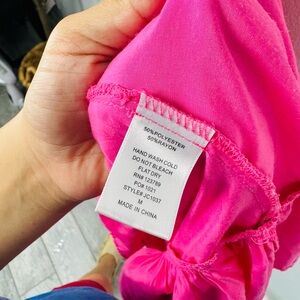 50%POLYESTER
50%RAYON
HAND WASH COLD
DO NOT BLEACH
FLAT DRY
RN# 123789
PO# 1021
STYLE# JC1037
M
MADE IN CHINA